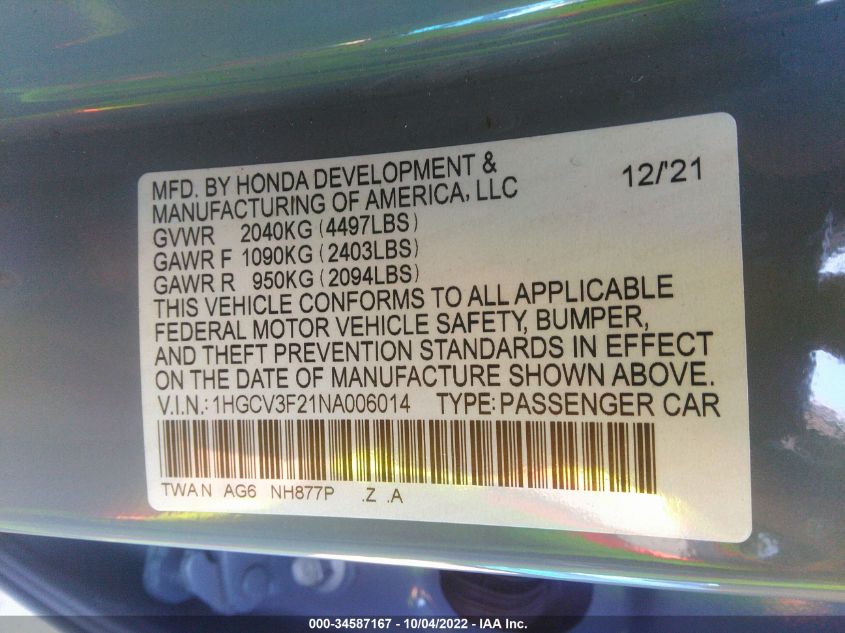 MFD. BY HONDA DEVELOPMENT & 12/'21
MANUFACTURING OF AMERICA, LLC
GVWR 2040KG (4497LBS)
GAWR F 1090KG (2403LBS)
GAWR R 950KG (2094LBS)
THIS VEHICLE CONFORMS TO ALL APPLICABLE
FEDERAL MOTOR VEHICLE SAFETY, BUMPER,
AND THEFT PREVENTION STANDARDS IN EFFECT
ON THE DATE OF MANUFACTURE SHOWN ABOVE.
V.I.N.: 1HGCV3F21NA006014 TYPE: PASSENGER CAR
TWAN AG6 NH877P .Z .A
000-34587167 - 10/04/2022 - IAA Inc.